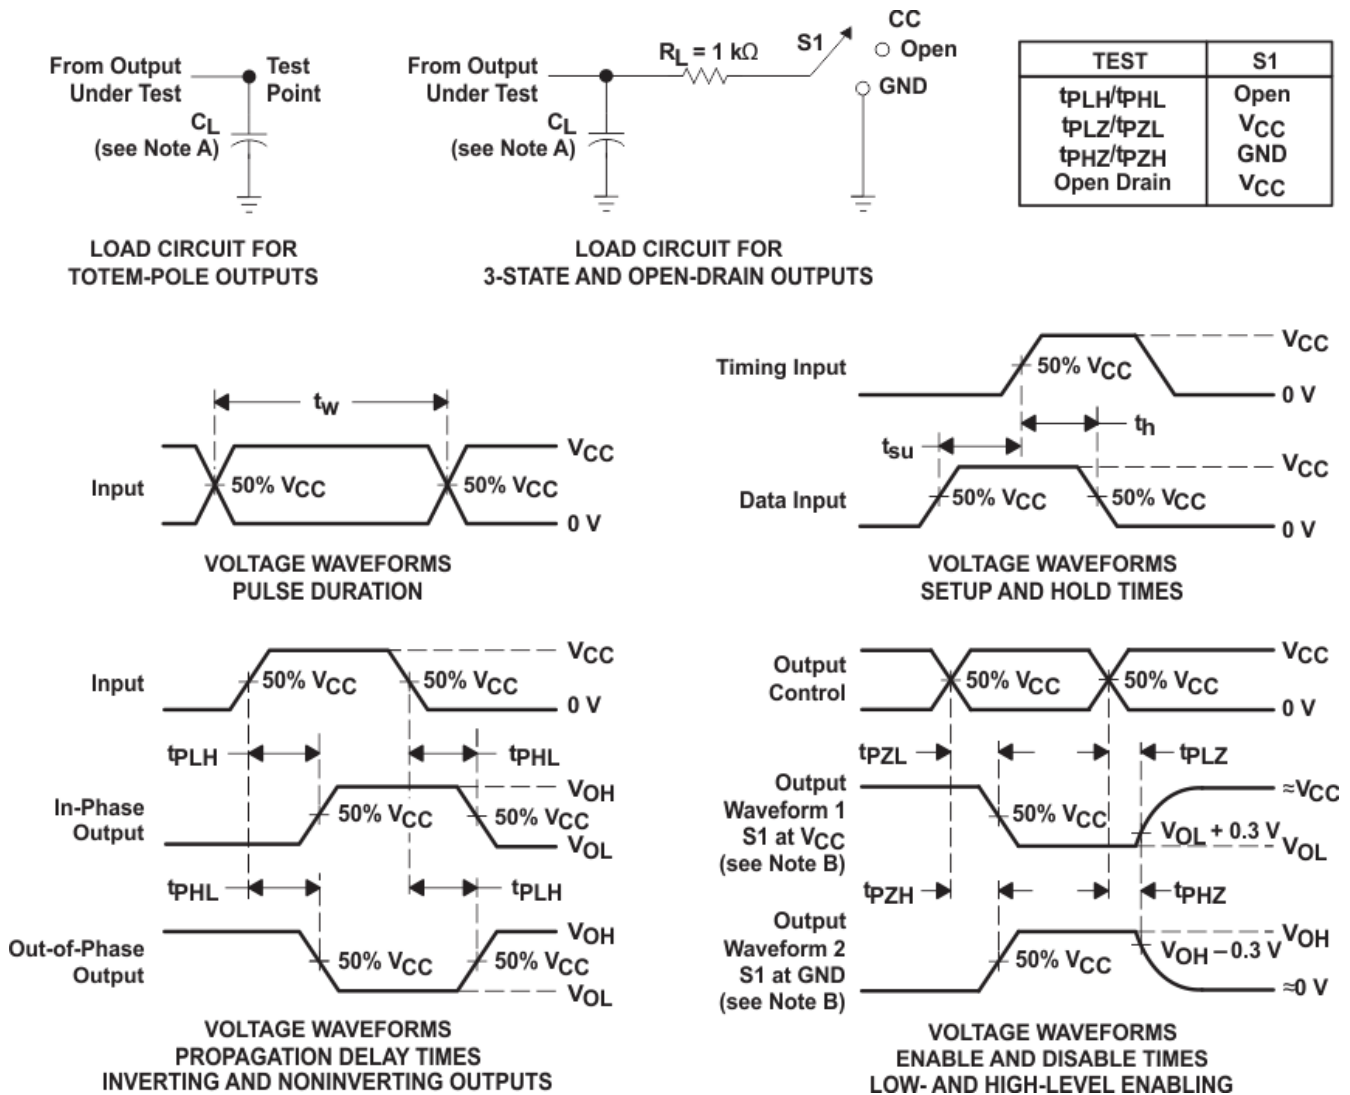 From Output
Under Test
Test
Point
CL
(see Note A)
LOAD CIRCUIT FOR
TOTEM-POLE OUTPUTS
From Output
Under Test
RL = 1 kΩ
S1
CC
Open
GND
CL
(see Note A)
LOAD CIRCUIT FOR
3-STATE AND OPEN-DRAIN OUTPUTS
TEST S1
tPLH/tPHL Open
tPLZ/tPZL VCC
tPHZ/tPZH GND
Open Drain VCC
tw
Input
50% VCC
50% VCC
VCC
0 V
VOLTAGE WAVEFORMS
PULSE DURATION
Timing Input
50% VCC
VCC
0 V
th
tsu
Data Input
50% VCC
50% VCC
VCC
0 V
VOLTAGE WAVEFORMS
SETUP AND HOLD TIMES
Input
50% VCC
50% VCC
VCC
0 V
tPLH
tPHL
In-Phase
Output
50% VCC
50% VCC
VOH
VOL
tPHL
tPLH
Out-of-Phase
Output
50% VCC
50% VCC
VOH
VOL
VOLTAGE WAVEFORMS
PROPAGATION DELAY TIMES
INVERTING AND NONINVERTING OUTPUTS
Output
Control
50% VCC
50% VCC
VCC
0 V
tPZL
tPLZ
Output
Waveform 1
S1 at VCC
(see Note B)
50% VCC
≈VCC
VOL + 0.3 V
VOL
tPZH
tPHZ
Output
Waveform 2
S1 at GND
(see Note B)
50% VCC
VOH
VOH − 0.3 V
≈0 V
VOLTAGE WAVEFORMS
ENABLE AND DISABLE TIMES
LOW- AND HIGH-LEVEL ENABLING